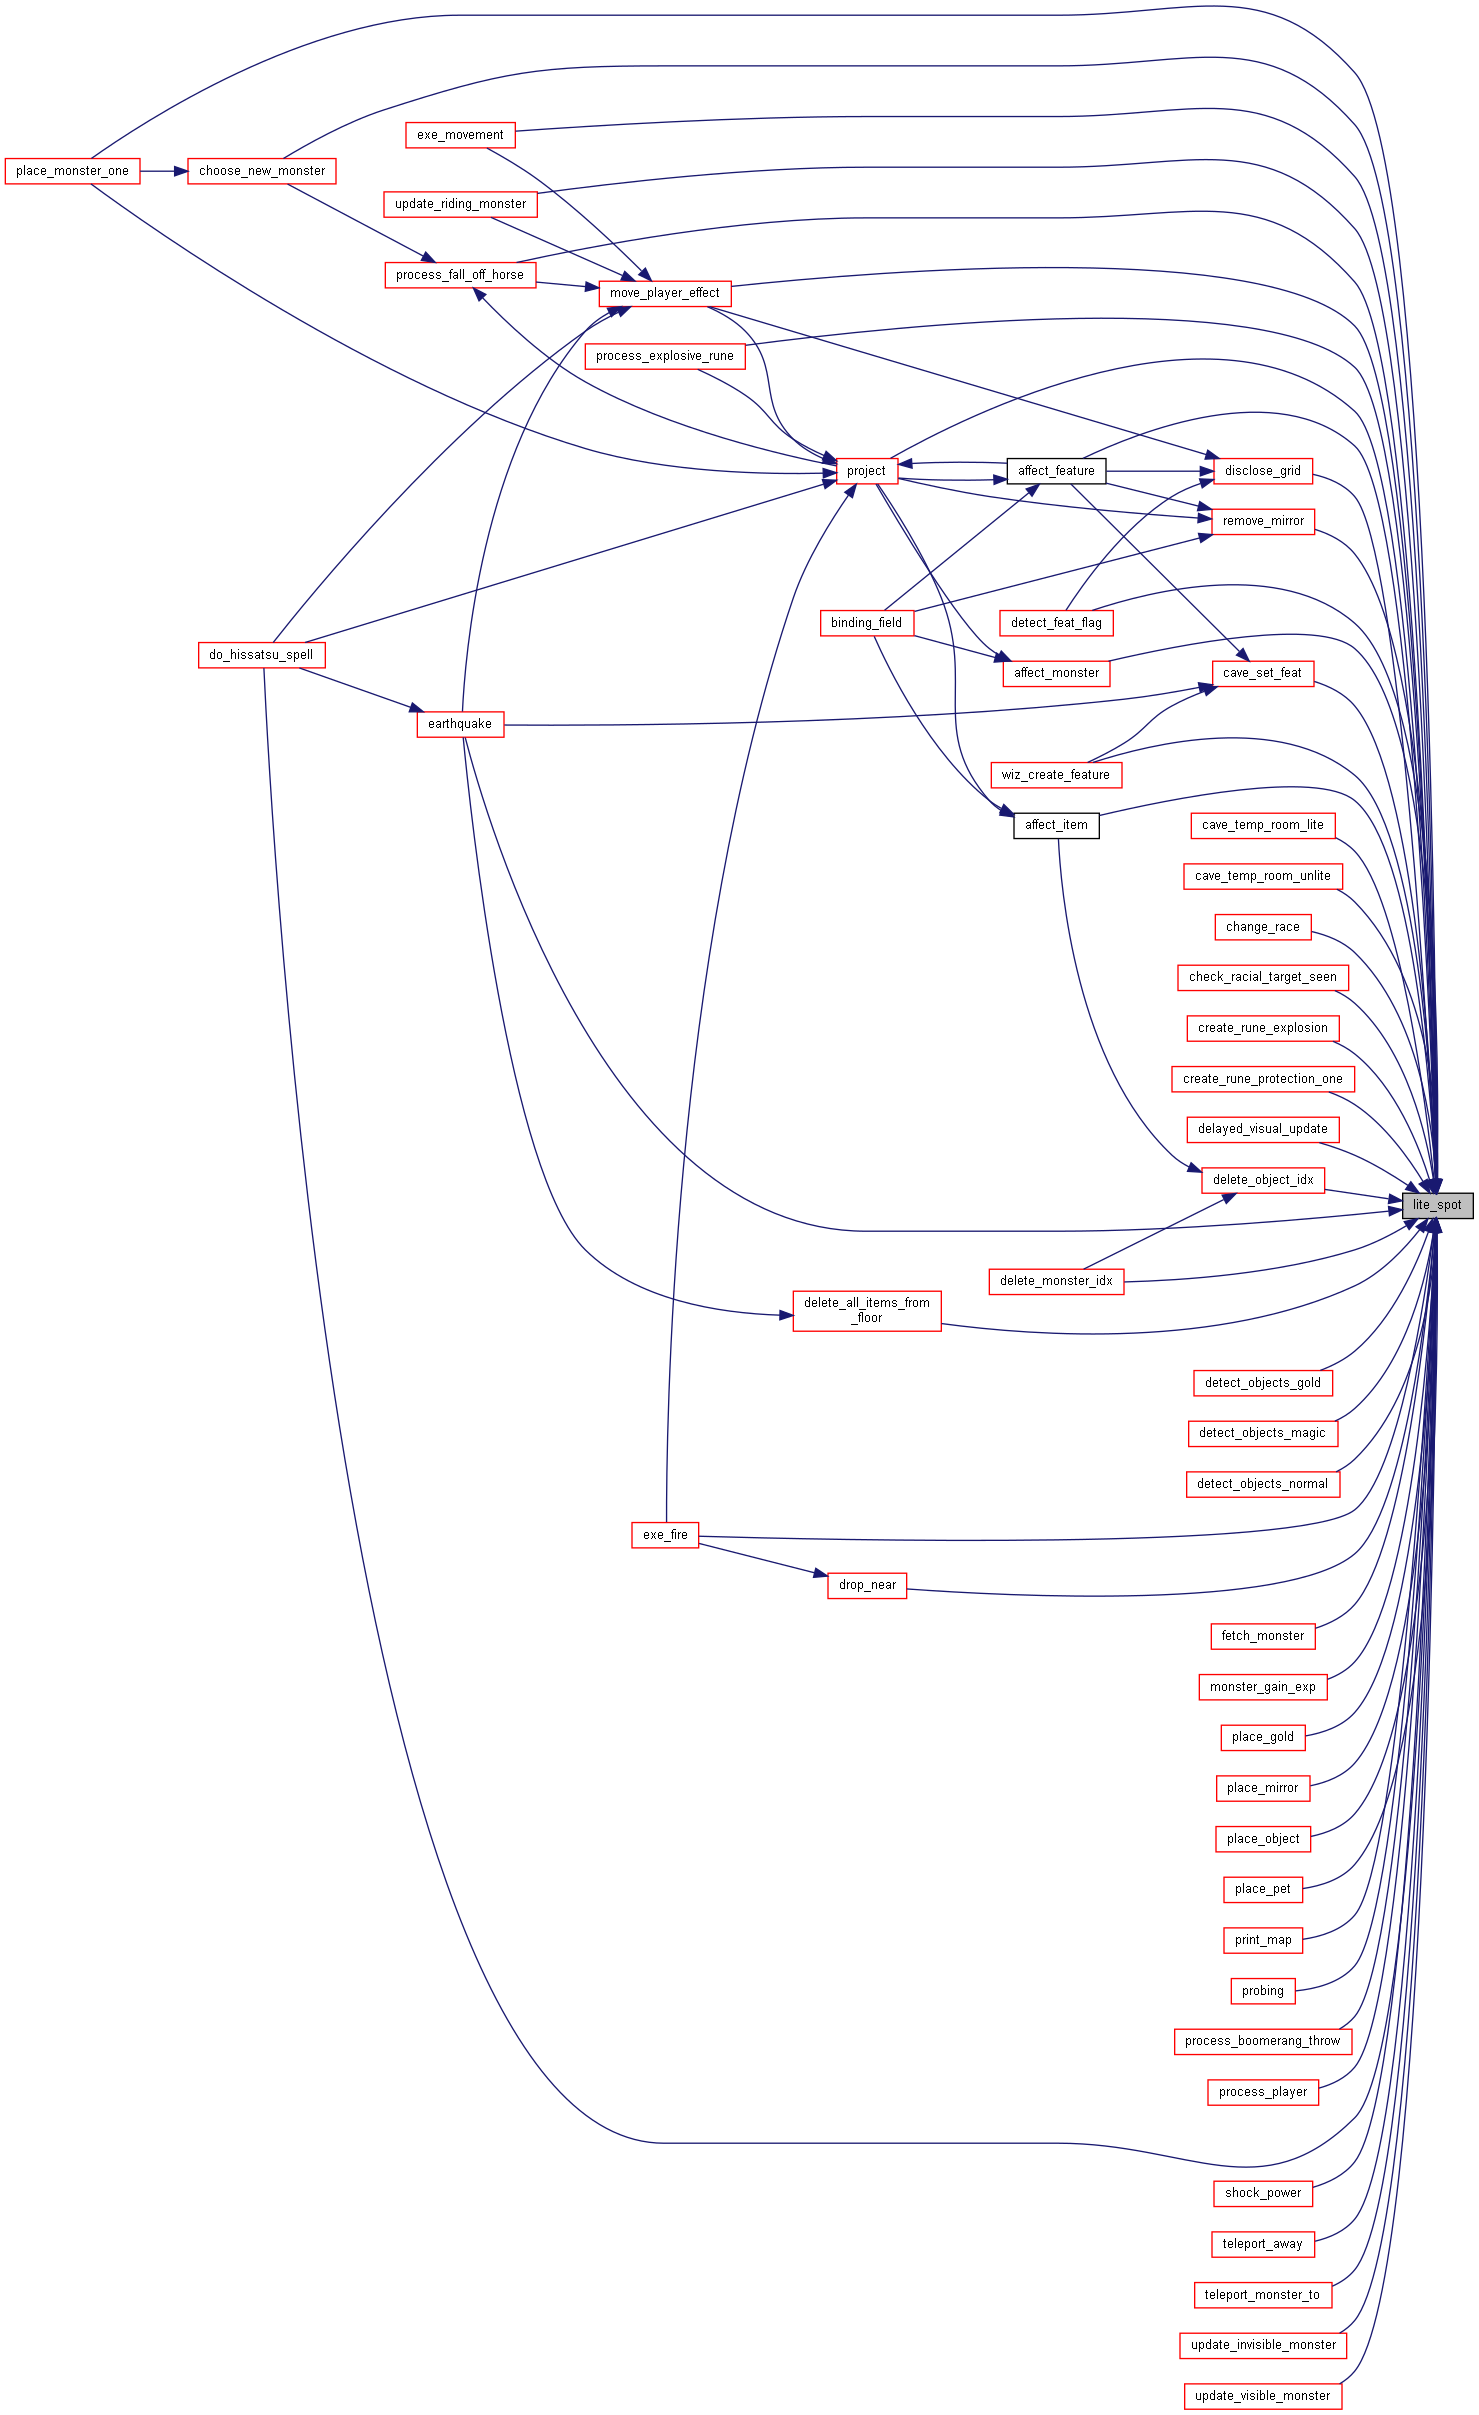 exe_movement
place_monster_one
choose_new_monster
update_riding_monster
process_fall_off_horse
move_player_effect
process_explosive_rune
project
affect_feature
disclose_grid
remove_mirror
binding_field
detect_feat_flag
do_hissatsu_spell
affect_monster
cave_set_feat
earthquake
wiz_create_feature
affect_item
cave_temp_room_lite
cave_temp_room_unlite
change_race
check_racial_target_seen
create_rune_explosion
create_rune_protection_one
delayed_visual_update
delete_object_idx
lite_spot
delete_monster_idx
delete_all_items_from
_floor
detect_objects_gold
detect_objects_magic
detect_objects_normal
exe_fire
drop_near
fetch_monster
monster_gain_exp
place_gold
place_mirror
place_object
place_pet
print_map
probing
process_boomerang_throw
process_player
shock_power
teleport_away
teleport_monster_to
update_invisible_monster
update_visible_monster